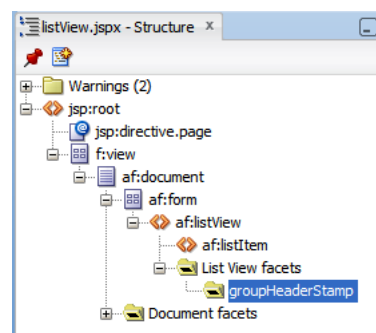 listView.jspx - Structure x
Warnings (2)
jsp:root
jsp:directive.page
f:view
af:document
af:form
af:listView
af:listItem
List View facets
groupHeaderStamp
Document facets